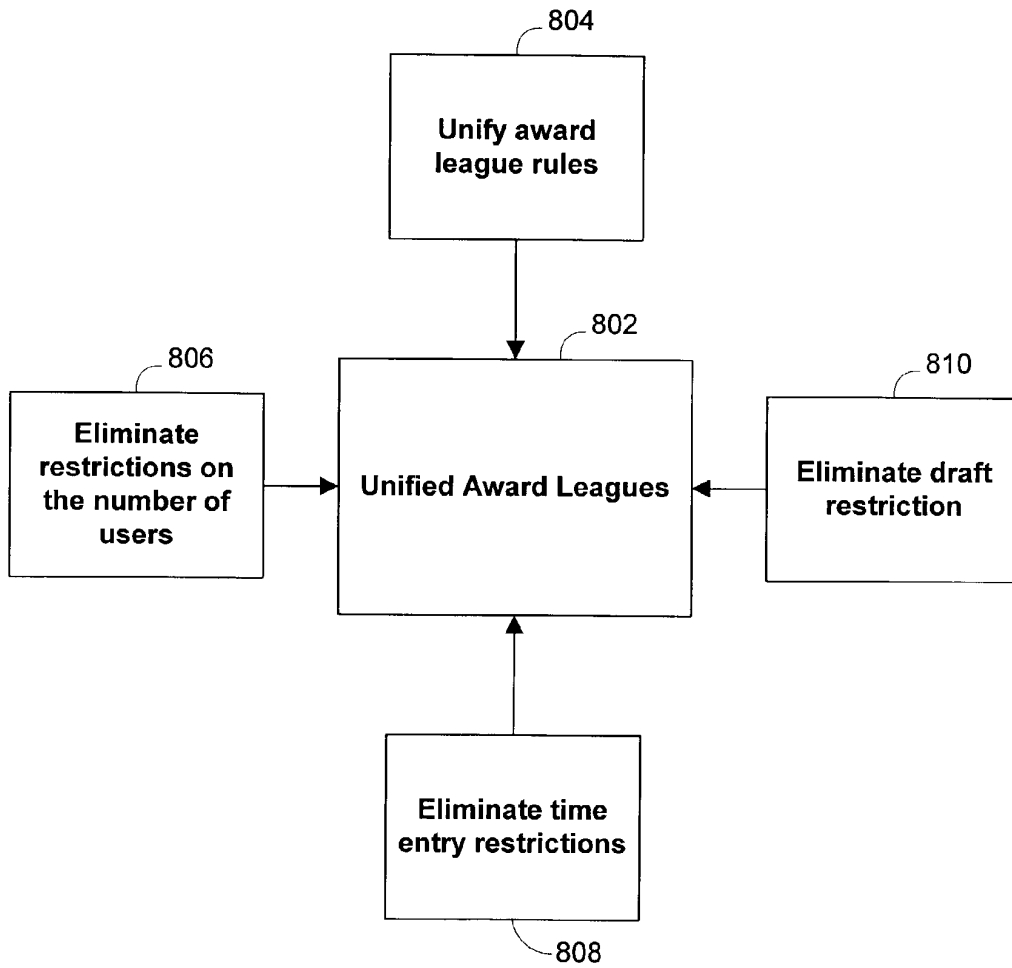 804
Unify award
league rules
802
806
810
Eliminate
restrictions on
the number of
users
Unified Award Leagues
Eliminate draft
restriction
Eliminate time
entry restrictions
808